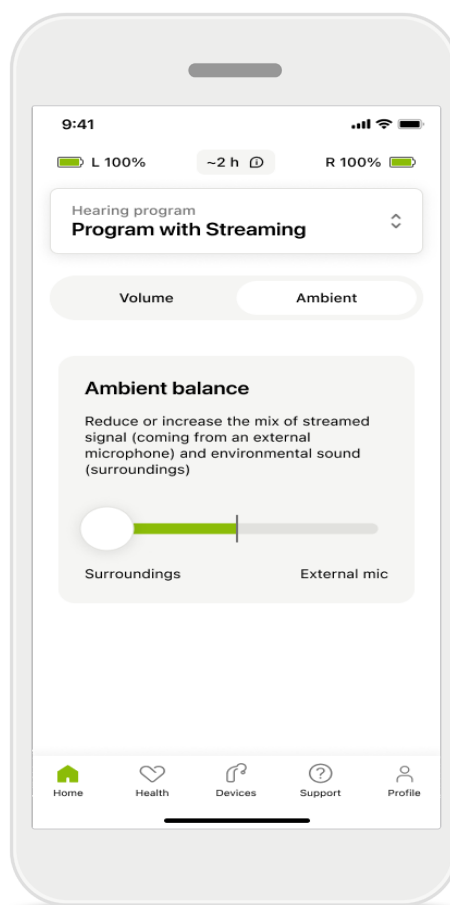 9:41
L 100%
~2 h
R 100%
Hearing program
Program with Streaming
Volume
Ambient
Ambient balance
Reduce or increase the mix of streamed
signal (coming from an external
microphone) and environmental sound
(surroundings)
Surroundings
External mic
Home
Health
Devices
Support
Profile